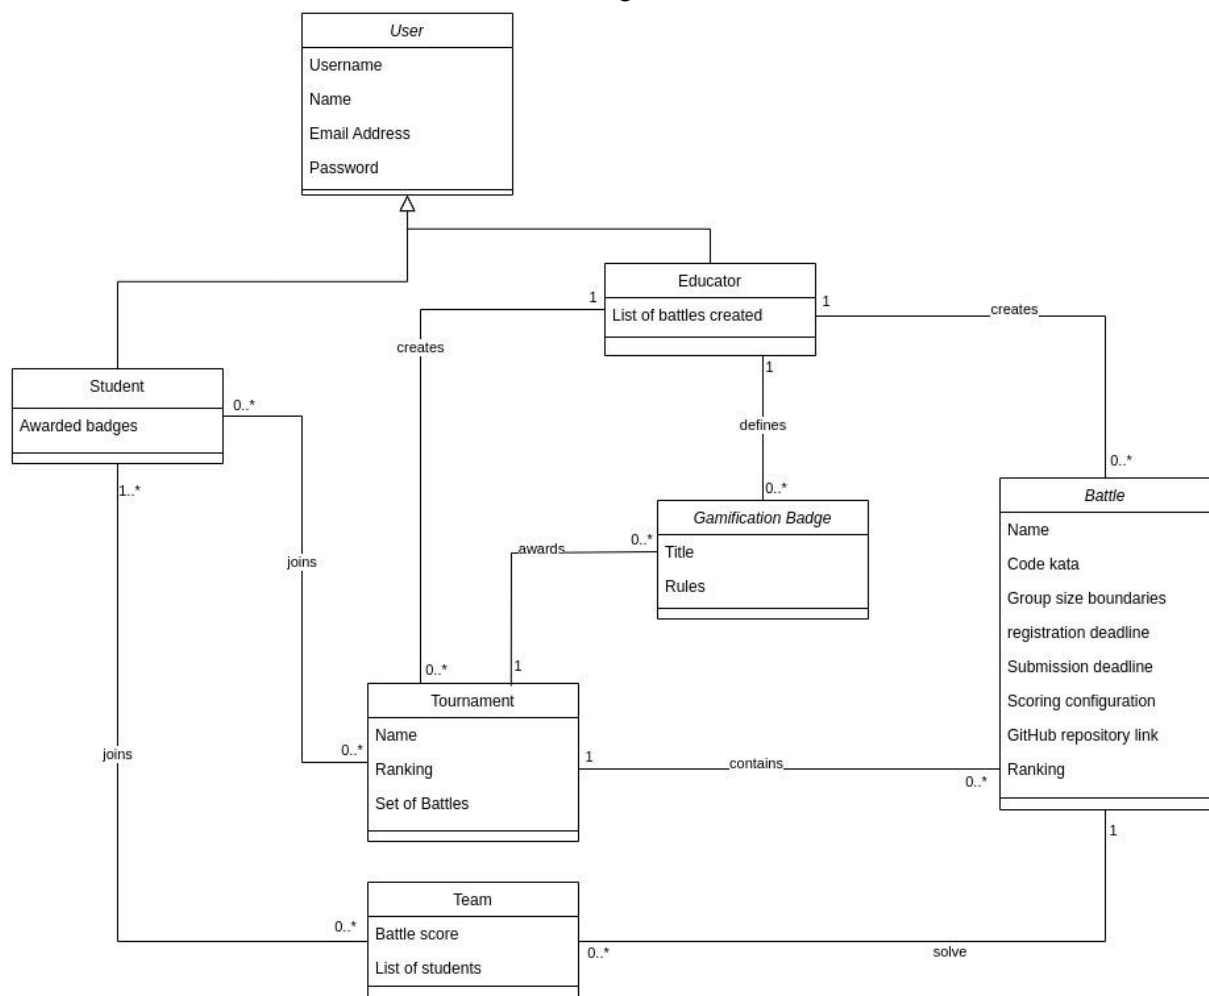 User
Username
Name
Email Address
Password
Educator
List of battles created
1
1
creates
creates
1
defines
0..*
Student
Awarded badges
0..*
1..*
joins
joins
Gamification Badge
Title
Rules
0..*
awards
1
0..*
Battle
Name
Code kata
Group size boundaries
registration deadline
Submission deadline
Scoring configuration
GitHub repository link
Ranking
0..*
0..*
Tournament
Name
Ranking
Set of Battles
0..*
1
contains
0..*
1
Team
Battle score
List of students
0..*
solve